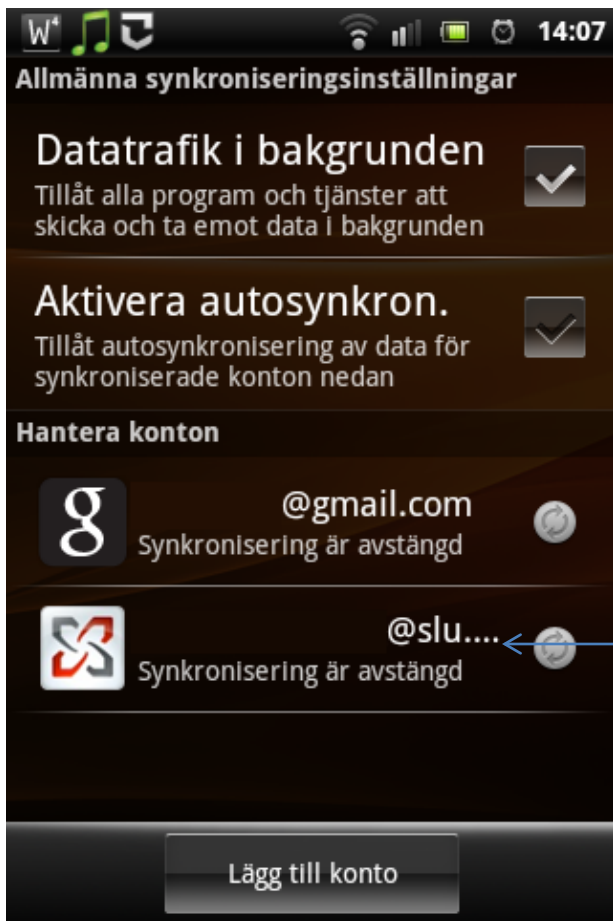 14:07
Allmänna synkroniseringsinställningar
Datatrafik i bakgrunden
Tillåt alla program och tjänster att
skicka och ta emot data i bakgrunden
Aktivera autosynkron.
Tillåt autosynkronisering av data för
synkroniserade konton nedan
Hantera konton
@gmail.com
Synkronisering är avstängd
@slu....
Synkronisering är avstängd
Lägg till konto